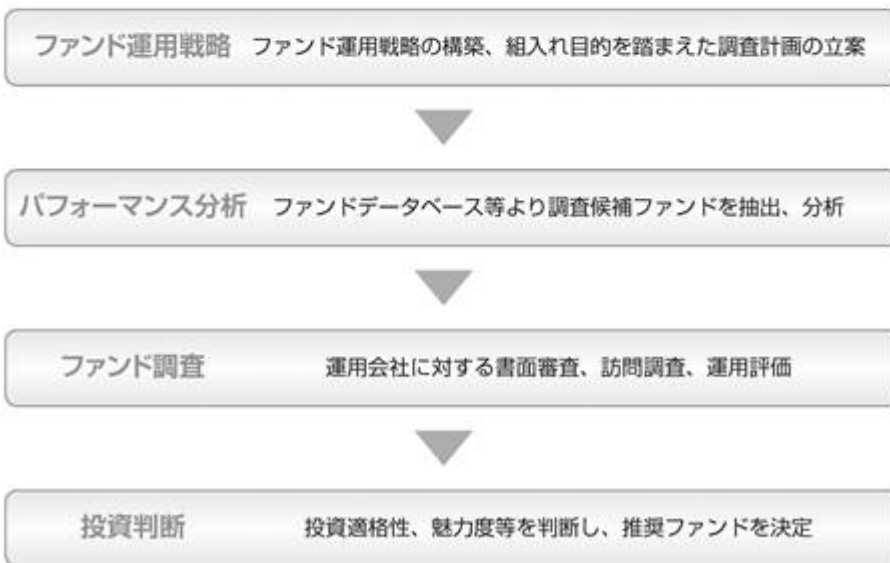 ファンド運用戦略 ファンド運用戦略の構築、組入れ目的を踏まえた調査計画の立案
パフォーマンス分析 ファンドデータベース等より調査候補ファンドを抽出、分析
ファンド調査 運用会社に対する書面審査、訪問調査、運用評価
投資判断 投資適格性、魅力度等を判断し、推奨ファンドを決定